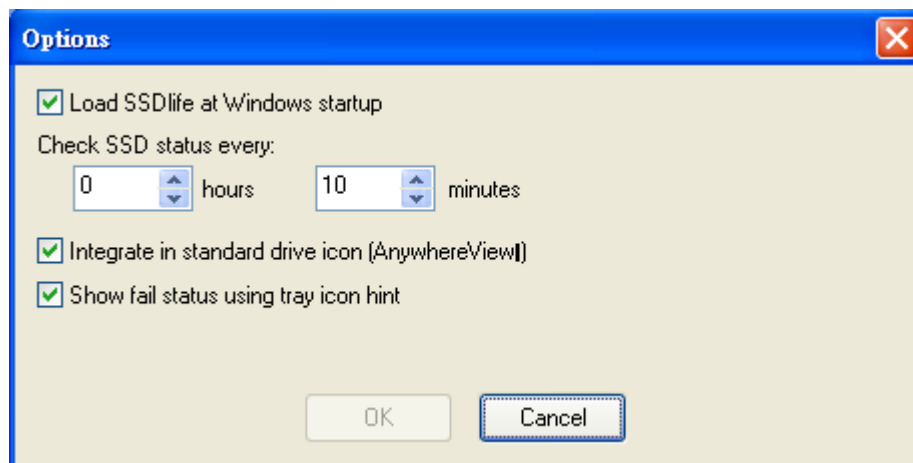 Options
Load SSDlife at Windows startup
Check SSD status every:
0 hours 10 minutes
Integrate in standard drive icon (AnywhereView)
Show fail status using tray icon hint
OK Cancel